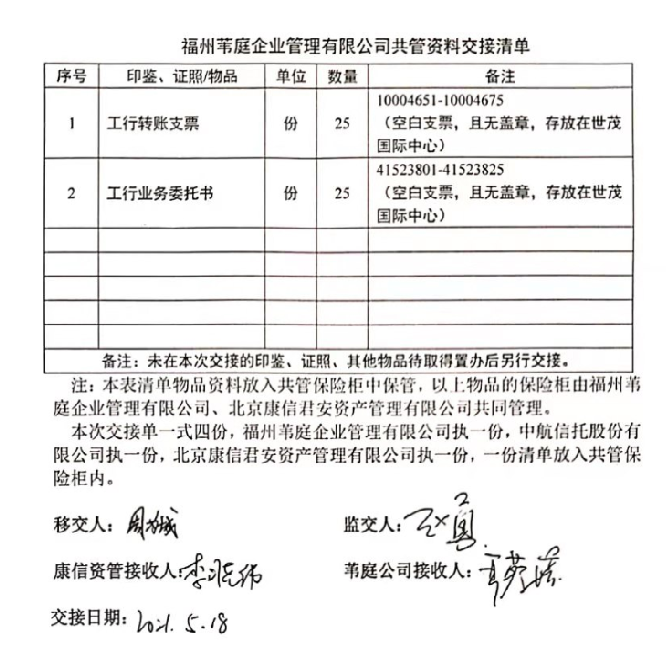 福州苇庭企业管理有限公司共管资料交接清单
序号 印鉴、证照/物品 单位 数量 备注
1 工行转账支票 份 25 10004651-10004675
（空白支票，且无盖章，存放在世茂
国际中心）
2 工行业务委托书 份 25 41523801-41523825
（空白支票，且无盖章，存放在世茂
国际中心）
备注：未在本次交接的印鉴、证照、其他物品待取得置办后另行交接。
注：本表清单物品资料放入共管保险柜中保管，以上物品的保险柜由福州苇
庭企业管理有限公司、北京康信君安资产管理有限公司共同管理。
本次交接单一式四份，福州苇庭企业管理有限公司执一份，中航信托股份有
限公司执一份，北京康信君安资产管理有限公司执一份，一份清单放入共管保
险柜内。
移交人： 监交人：
康信资管接收人： 苇庭公司接收人：
交接日期：2021.5.18